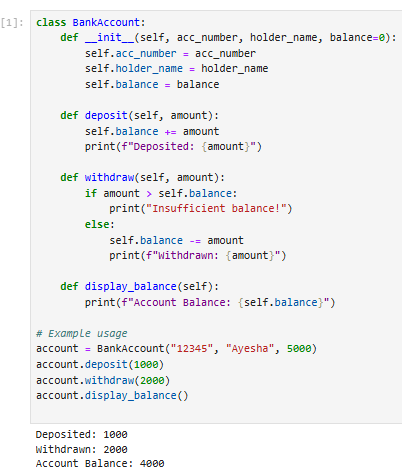 [1]: class BankAccount:
    def __init__(self, acc_number, holder_name, balance=0):
        self.acc_number = acc_number
        self.holder_name = holder_name
        self.balance = balance

    def deposit(self, amount):
        self.balance += amount
        print(f"Deposited: {amount}")

    def withdraw(self, amount):
        if amount > self.balance:
            print("Insufficient balance!")
        else:
            self.balance -= amount
            print(f"Withdrawn: {amount}")

    def display_balance(self):
        print(f"Account Balance: {self.balance}")

# Example usage
account = BankAccount("12345", "Ayesha", 5000)
account.deposit(1000)
account.withdraw(2000)
account.display_balance()

Deposited: 1000
Withdrawn: 2000
Account Balance: 4000